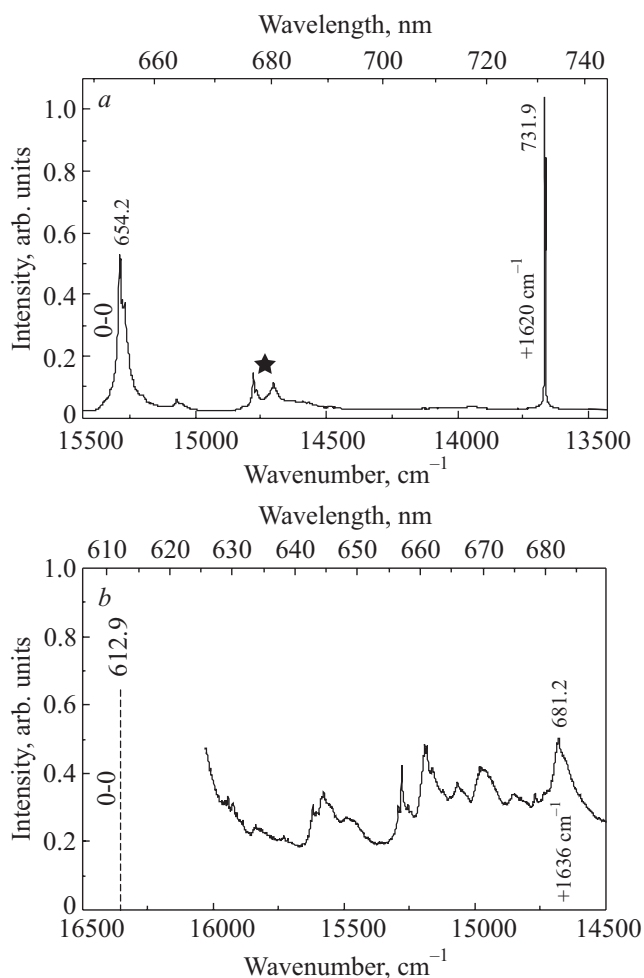 Wavelength, nm
660 680 700 720 740
a
1.0
0.8
0.6
0.4
0.2
0
Intensity, arb. units
0-0
654.2
★
+1620 cm⁻¹
731.9
15500 15000 14500 14000 13500
Wavenumber, cm⁻¹
Wavelength, nm
610 620 630 640 650 660 670 680
b
1.0
0.8
0.6
0.4
0.2
0
Intensity, arb. units
0-0
612.9
681.2
+1636 cm⁻¹
16500 16000 15500 15000 14500
Wavenumber, cm⁻¹